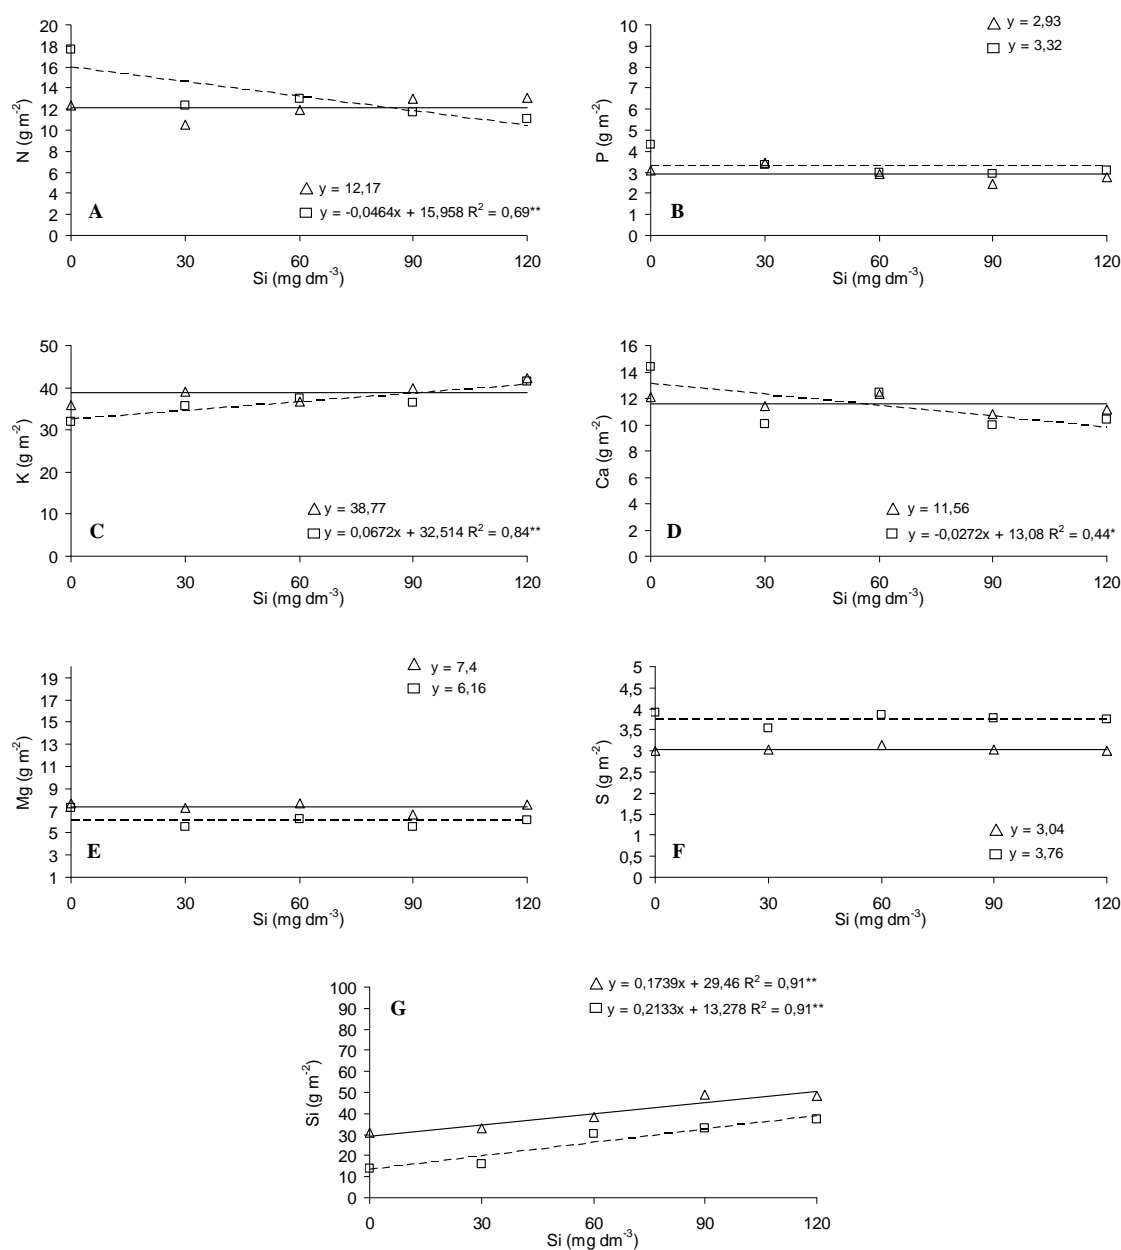 20
18
16
14
12
10
8
6
4
2
0
N (g m-2)
y = 12,17
y = -0,0464x + 15,958 R2 = 0,69**
A
0 30 60 90 120
Si (mg dm-3)
10
9
8
7
6
5
4
3
2
1
0
P (g m-2)
y = 2,93
y = 3,32
B
0 30 60 90 120
Si (mg dm-3)
50
40
30
20
10
0
K (g m-2)
y = 38,77
y = 0,0672x + 32,514 R2 = 0,84**
C
0 30 60 90 120
Si (mg dm-3)
16
14
12
10
8
6
4
2
0
Ca (g m-2)
y = 11,56
y = -0,0272x + 13,08 R2 = 0,44*
D
0 30 60 90 120
Si (mg dm-3)
19
17
15
13
11
9
7
5
3
1
Mg (g m-2)
y = 7,4
y = 6,16
E
0 30 60 90 120
Si (mg dm-3)
5
4,5
4
3,5
3
2,5
2
1,5
1
0,5
0
S (g m-2)
y = 3,04
y = 3,76
F
0 30 60 90 120
Si (mg dm-3)
100
90
80
70
60
50
40
30
20
10
0
Si (g m-2)
y = 0,1739x + 29,46 R2 = 0,91**
y = 0,2133x + 13,278 R2 = 0,91**
G
0 30 60 90 120
Si (mg dm-3)